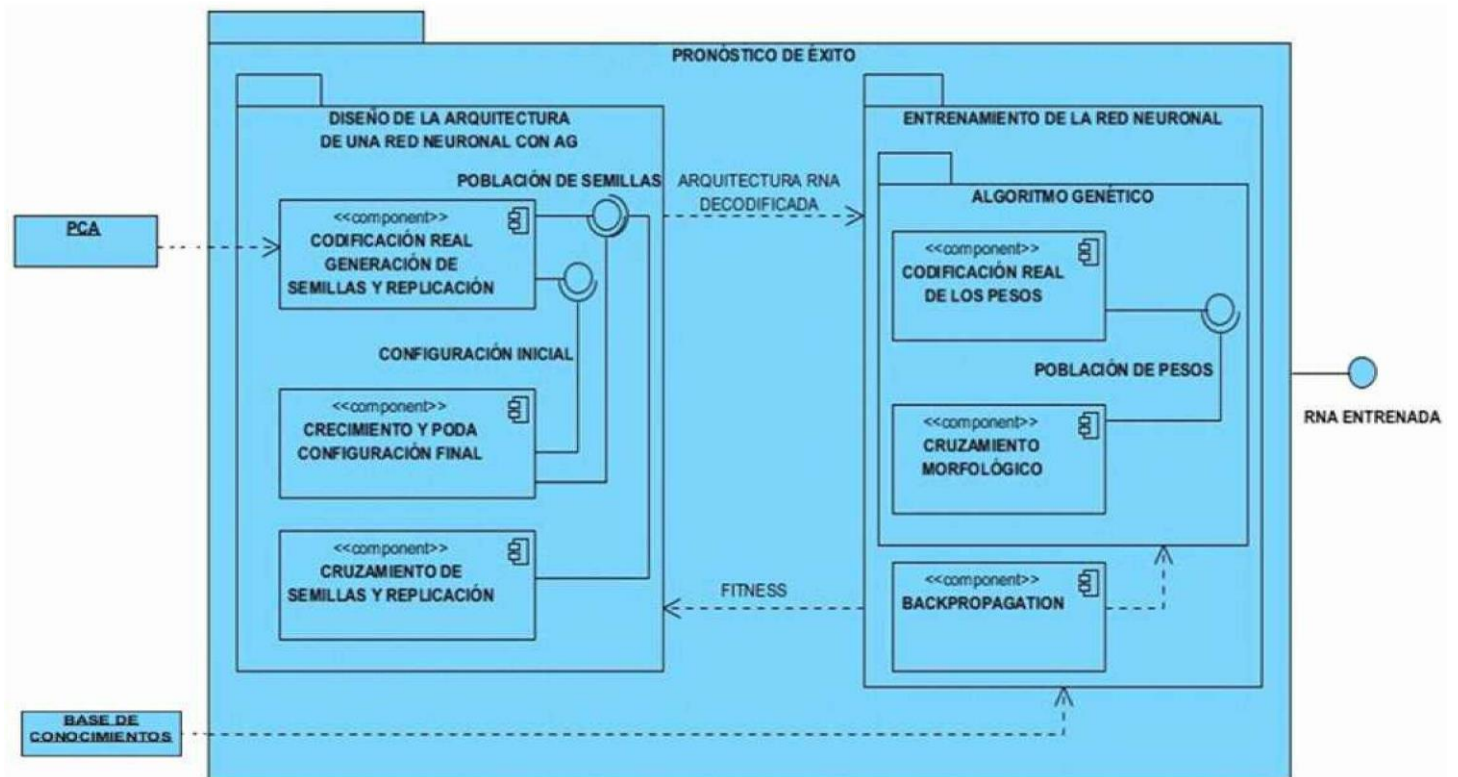 PRONÓSTICO DE ÉXITO
DISEÑO DE LA ARQUITECTURA
DE UNA RED NEURONAL CON AG
POBLACIÓN DE SEMILLAS
PCA
<<component>>
CODIFICACIÓN REAL
GENERACIÓN DE
SEMILLAS Y REPLICACIÓN
CONFIGURACIÓN INICIAL
<<component>>
CRECIMIENTO Y PODA
CONFIGURACIÓN FINAL
<<component>>
CRUZAMIENTO DE
SEMILLAS Y REPLICACIÓN
ARQUITECTURA RNA
DECODIFICADA
FITNESS
ENTRENAMIENTO DE LA RED NEURONAL
ALGORITMO GENÉTICO
<<component>>
CODIFICACIÓN REAL
DE LOS PESOS
POBLACIÓN DE PESOS
<<component>>
CRUZAMIENTO
MORFOLÓGICO
<<component>>
BACKPROPAGATION
RNA ENTRENADA
BASE DE
CONOCIMIENTOS